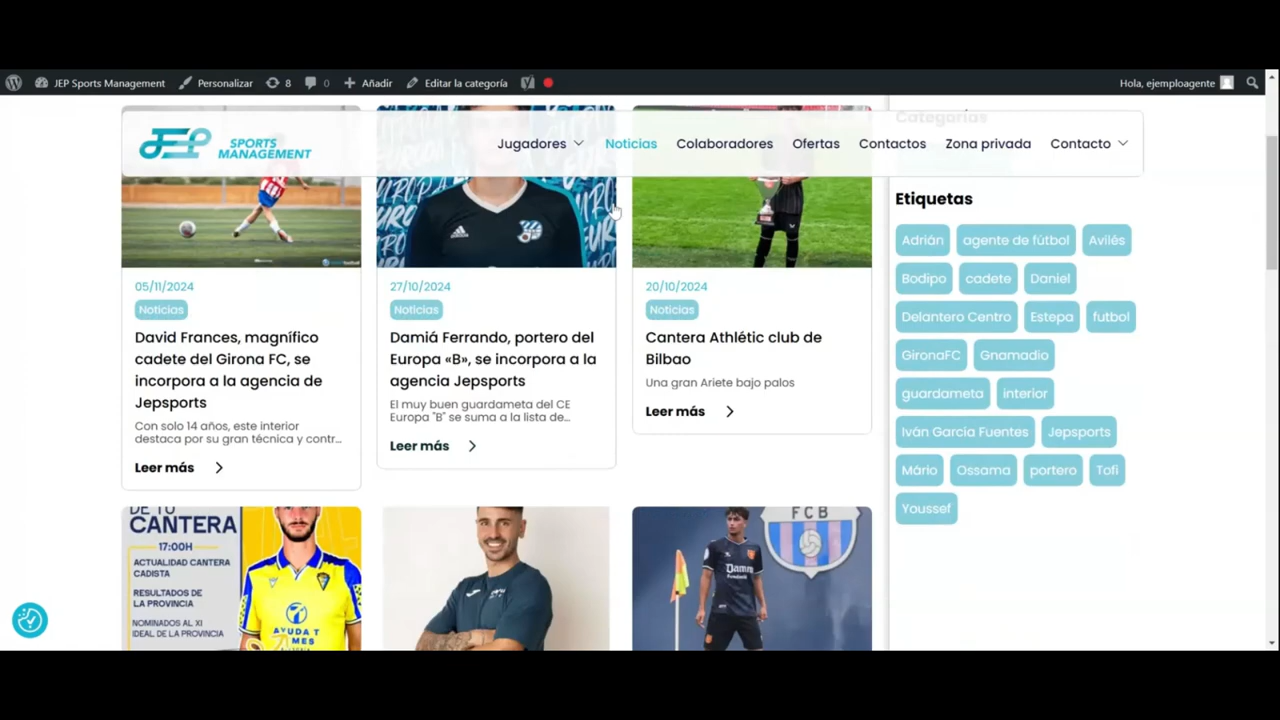 JEP Sports Management
Personalizar
8
0
Añadir
Editar la categoría
Hola, ejemploagente
JEP SPORTS MANAGEMENT
Jugadores
Noticias
Colaboradores
Ofertas
Contactos
Zona privada
Contacto
Categorías
05/11/2024
Noticias
David Frances, magnífico
cadete del Girona FC, se
incorpora a la agencia de
Jepsports
Con solo 14 años, este interior
destaca por su gran técnica y contr...
Leer más
27/10/2024
Noticias
Damiá Ferrando, portero del
Europa «B», se incorpora a la
agencia Jepsports
El muy buen guardameta del CE
Europa "B" se suma a la lista de...
Leer más
20/10/2024
Noticias
Cantera Athlétic club de
Bilbao
Una gran Ariete bajo palos
Leer más
DE TU
CANTERA
17:00H
ACTUALIDAD CANTERA
CADISTA
RESULTADOS DE
LA PROVINCIA
NOMINADOS AL XI
IDEAL DE LA PROVINCIA
AYUDA T
MES
FCB
Damm
Etiquetas
Adrián
agente de fútbol
Avilés
Bodipo
cadete
Daniel
Delantero Centro
Estepa
futbol
GironaFC
Gnamadio
guardameta
interior
Iván García Fuentes
Jepsports
Mário
Ossama
portero
Tofi
Youssef